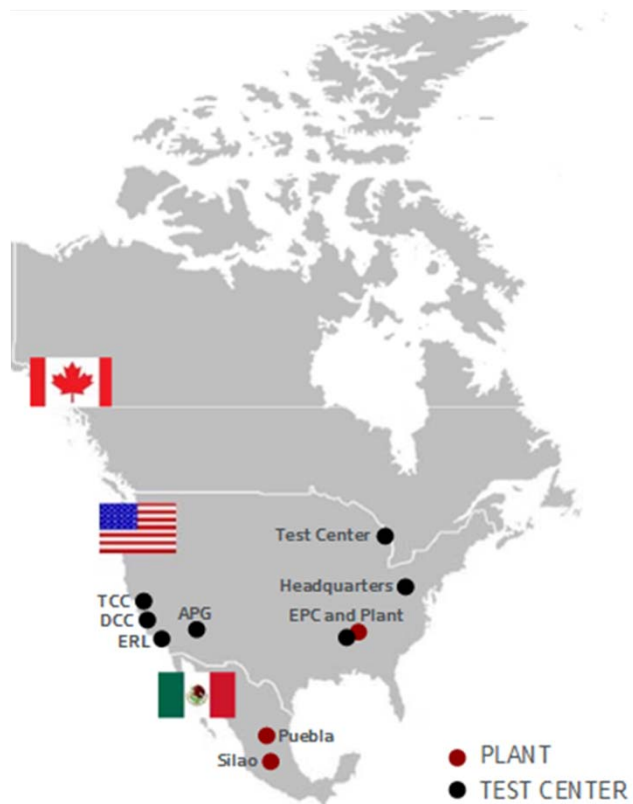 Test Center
Headquarters
EPC and Plant
TCC
APG
DCC
ERL
Puebla
Silao
PLANT
TEST CENTER